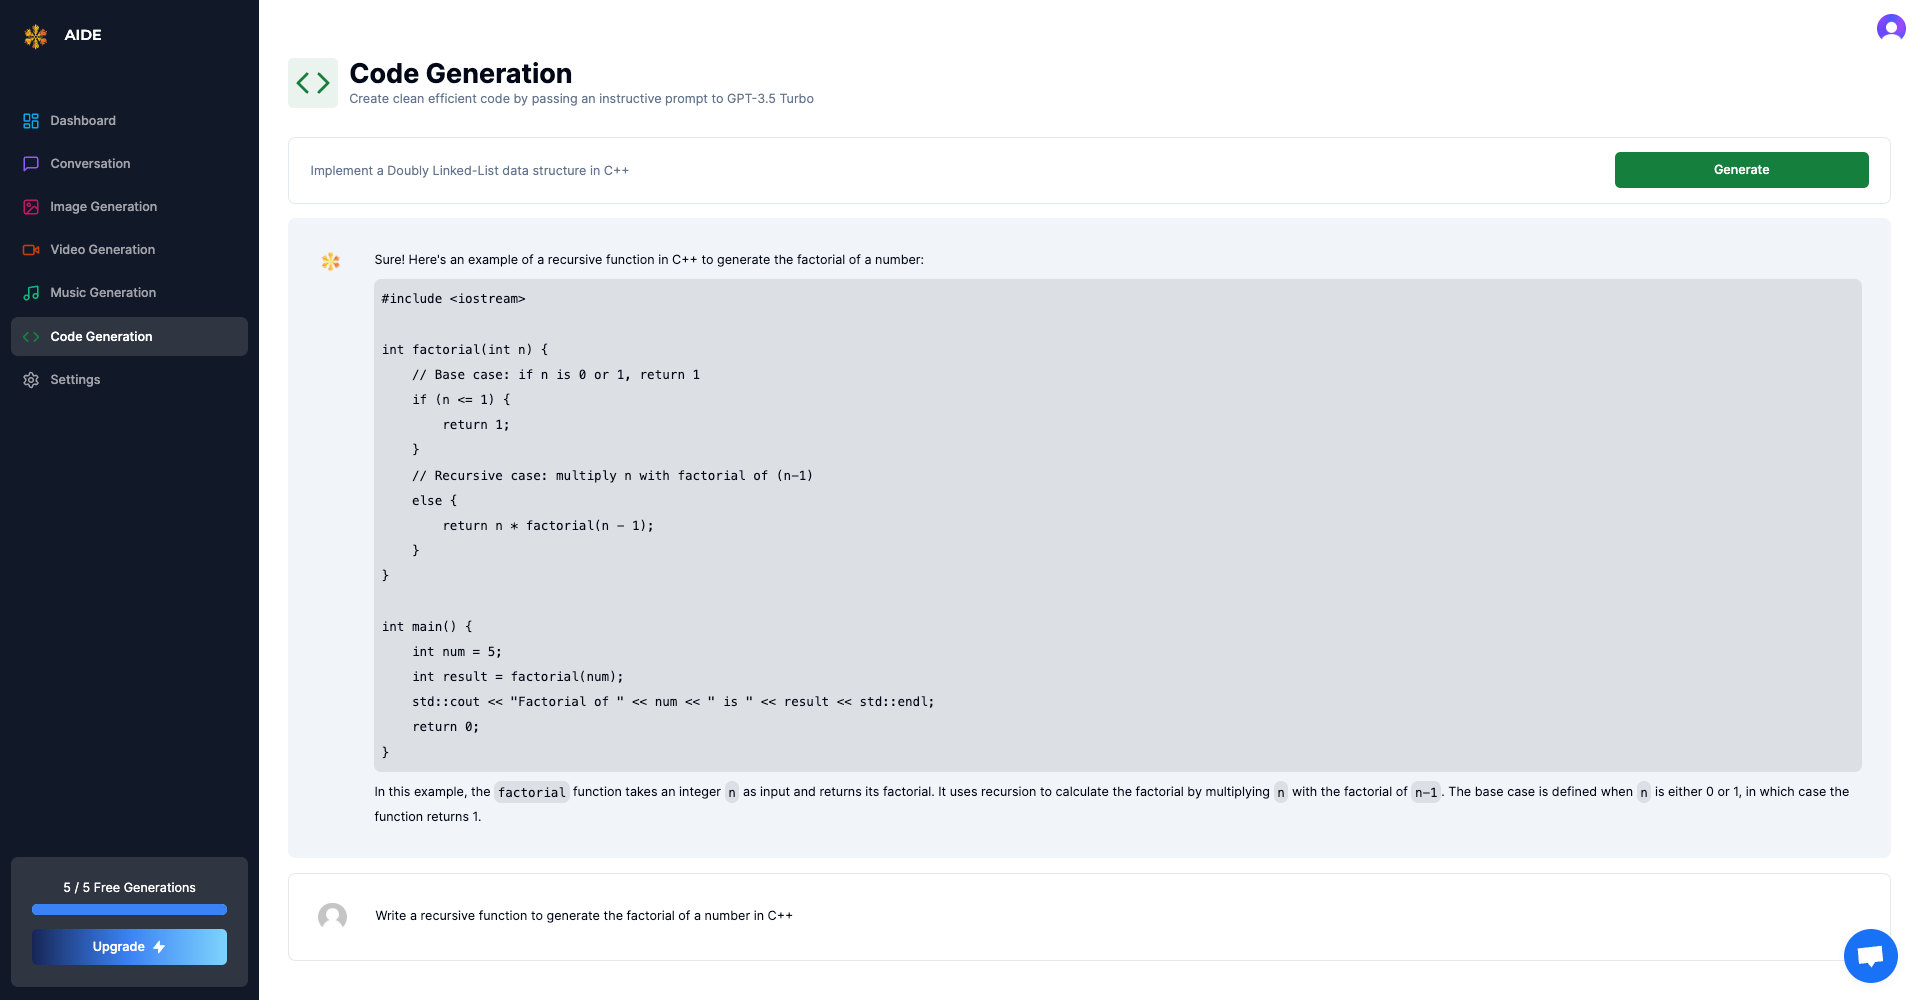 AIDE
Dashboard
Conversation
Image Generation
Video Generation
Music Generation
Code Generation
Settings
5 / 5 Free Generations
Upgrade
Code Generation
Create clean efficient code by passing an instructive prompt to GPT-3.5 Turbo
Implement a Doubly Linked-List data structure in C++
Generate
Sure! Here's an example of a recursive function in C++ to generate the factorial of a number:
#include <iostream>

int factorial(int n) {
    // Base case: if n is 0 or 1, return 1
    if (n <= 1) {
        return 1;
    }
    // Recursive case: multiply n with factorial of (n-1)
    else {
        return n * factorial(n - 1);
    }
}

int main() {
    int num = 5;
    int result = factorial(num);
    std::cout << "Factorial of " << num << " is " << result << std::endl;
    return 0;
}
In this example, the factorial function takes an integer n as input and returns its factorial. It uses recursion to calculate the factorial by multiplying n with the factorial of n-1. The base case is defined when n is either 0 or 1, in which case the
function returns 1.
Write a recursive function to generate the factorial of a number in C++